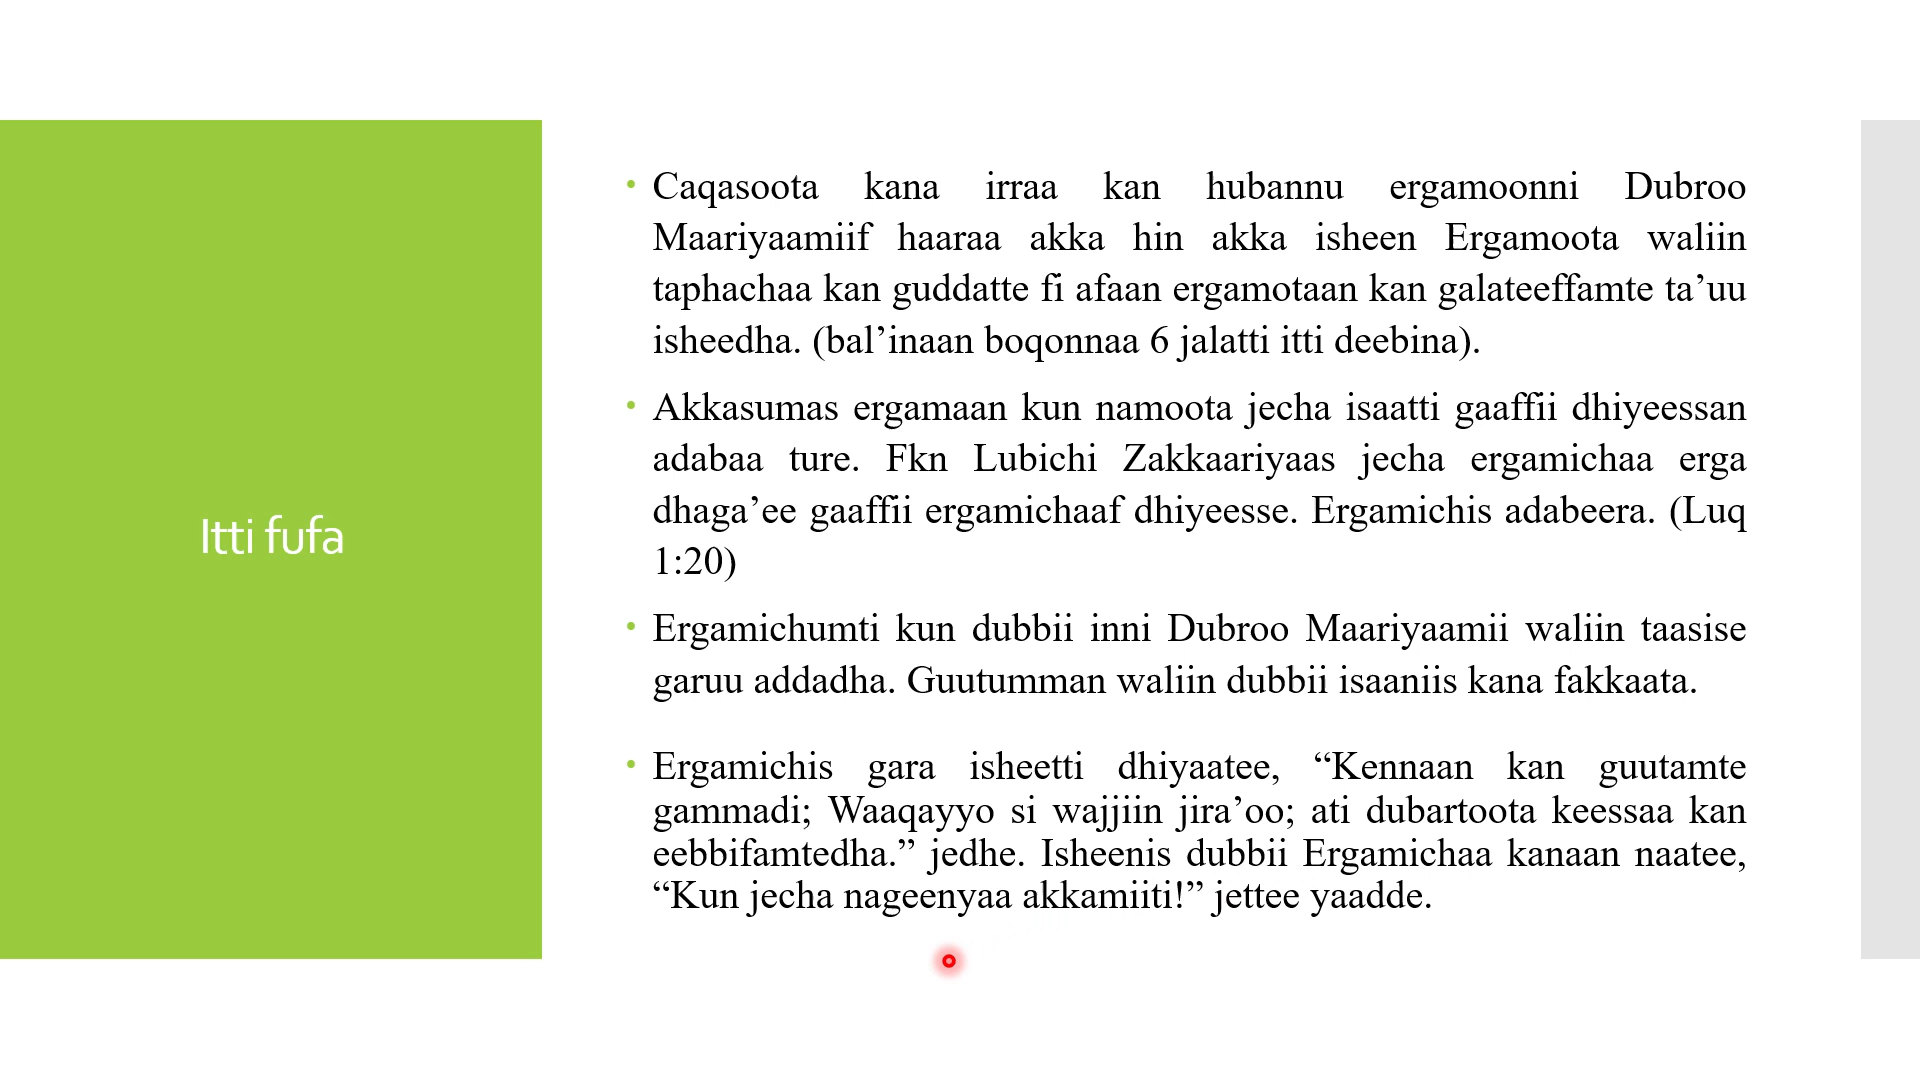 Itti fufa
• Caqasoota kana irraa kan hubannu ergamoonni Dubroo
Maariyaamiif haaraa akka hin akka isheen Ergamoota waliin
taphachaa kan guddatte fi afaan ergamotaan kan galateeffamte ta’uu
isheedha. (bal’inaan boqonnaa 6 jalatti itti deebina).
• Akkasumas ergamaan kun namoota jecha isaatti gaaffii dhiyeessan
adabaa ture. Fkn Lubichi Zakkaariyaas jecha ergamichaa erga
dhaga’ee gaaffii ergamichaaf dhiyeesse. Ergamichis adabeera. (Luq
1:20)
• Ergamichumti kun dubbii inni Dubroo Maariyaamii waliin taasise
garuu addadha. Guutumman waliin dubbii isaaniis kana fakkaata.
• Ergamichis gara isheetti dhiyaatee, “Kennaan kan guutamte
gammadi; Waaqayyo si wajjiin jira’oo; ati dubartoota keessaa kan
eebbifamtedha.” jedhe. Isheenis dubbii Ergamichaa kanaan naatee,
“Kun jecha nageenyaa akkamiiti!” jettee yaadde.